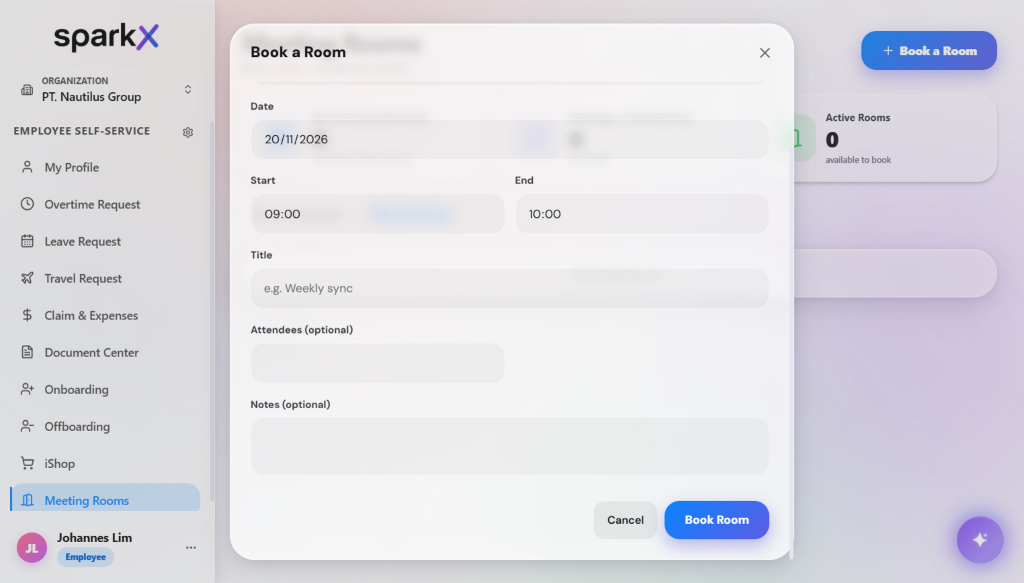 sparkX
ORGANIZATION
PT. Nautilus Group
EMPLOYEE SELF-SERVICE
My Profile
Overtime Request
Leave Request
Travel Request
Claim & Expenses
Document Center
Onboarding
Offboarding
iShop
Meeting Rooms
JL
Johannes Lim
Employee
Book a Room
Date
20/11/2026
Start
End
09:00
10:00
Title
e.g. Weekly sync
Attendees (optional)
Notes (optional)
Cancel
Book Room
+ Book a Room
Active Rooms
0
available to book